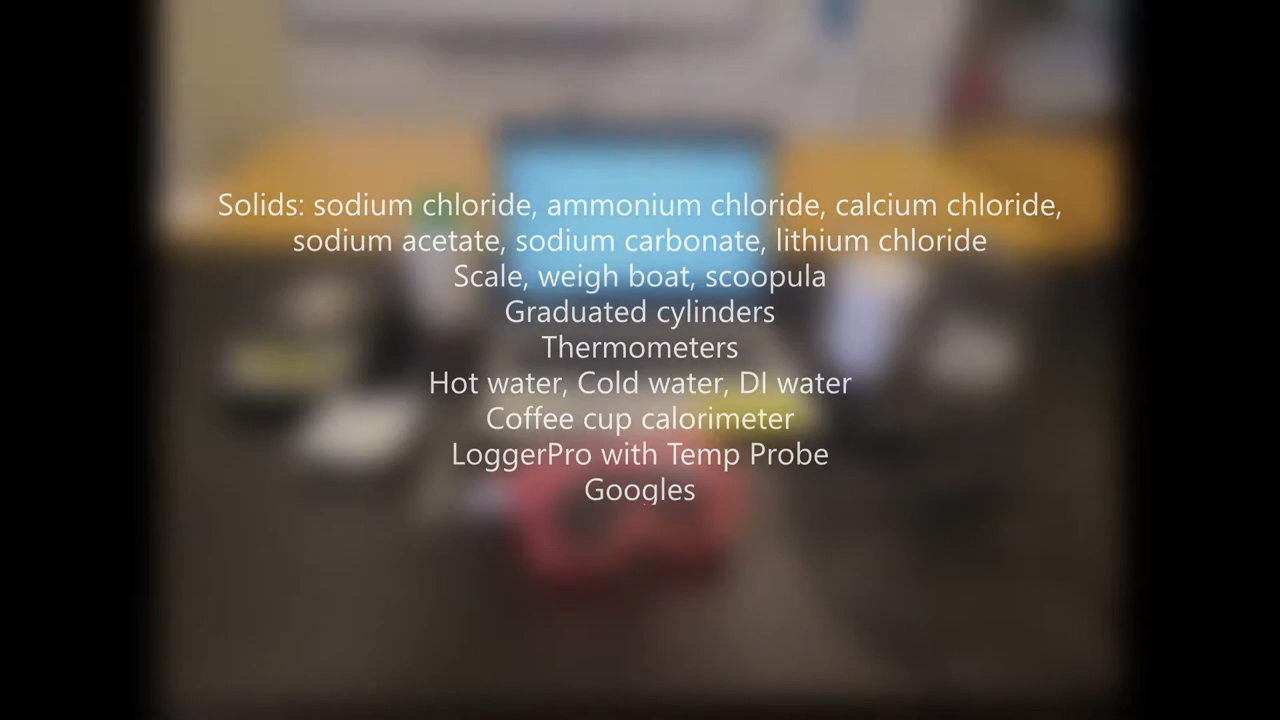 Solids: sodium chloride, ammonium chloride, calcium chloride,
sodium acetate, sodium carbonate, lithium chloride
Scale, weigh boat, scoopula
Graduated cylinders
Thermometers
Hot water, Cold water, DI water
Coffee cup calorimeter
LoggerPro with Temp Probe
Googles